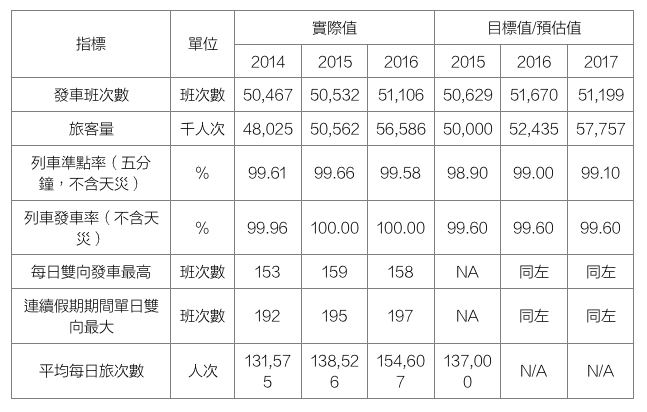 指標 單位 實際值 目標值/預估值
2014 2015 2016 2015 2016 2017
發車班次數 班次數 50,467 50,532 51,106 50,629 51,670 51,199
旅客量 千人次 48,025 50,562 56,586 50,000 52,435 57,757
列車準點率（五分
鐘，不含天災） % 99.61 99.66 99.58 98.90 99.00 99.10
列車發車率（不含天
災） % 99.96 100.00 100.00 99.60 99.60 99.60
每日雙向發車最高 班次數 153 159 158 NA 同左 同左
連續假期期間單日雙
向最大 班次數 192 195 197 NA 同左 同左
平均每日旅次數 人次 131,57 138,52 154,60 137,00 N/A N/A
5 6 7 0